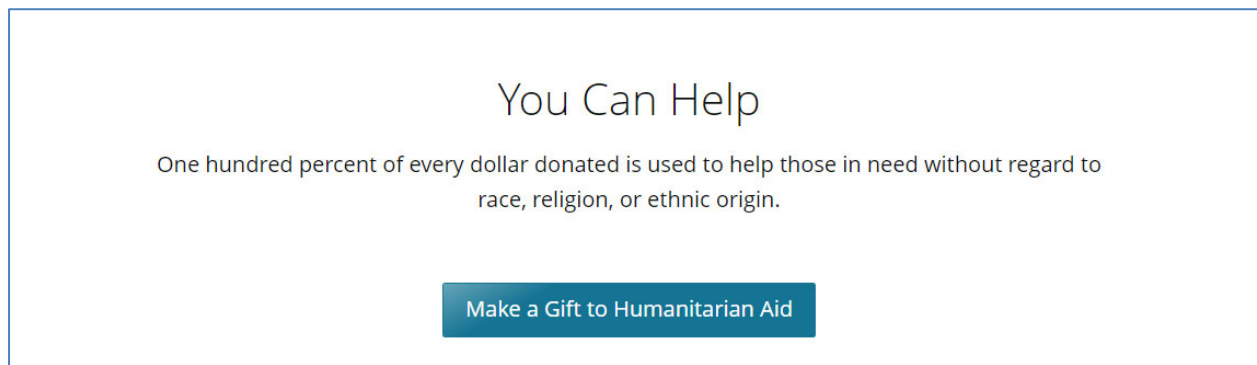 You Can Help
One hundred percent of every dollar donated is used to help those in need without regard to
race, religion, or ethnic origin.
Make a Gift to Humanitarian Aid